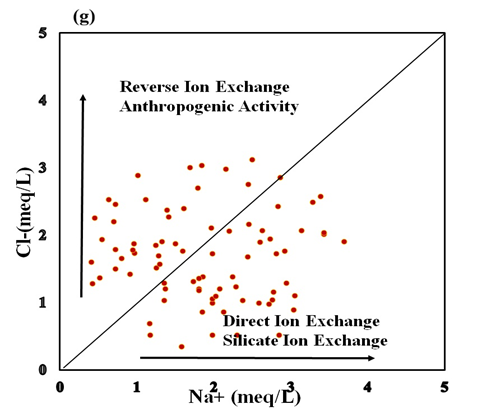 (g)
5
Reverse Ion Exchange
Anthropogenic Activity
4
3
Cl-(meq/L)
2
1
Direct Ion Exchange
Silicate Ion Exchange
0
0 1 2 3 4 5
Na+ (meq/L)